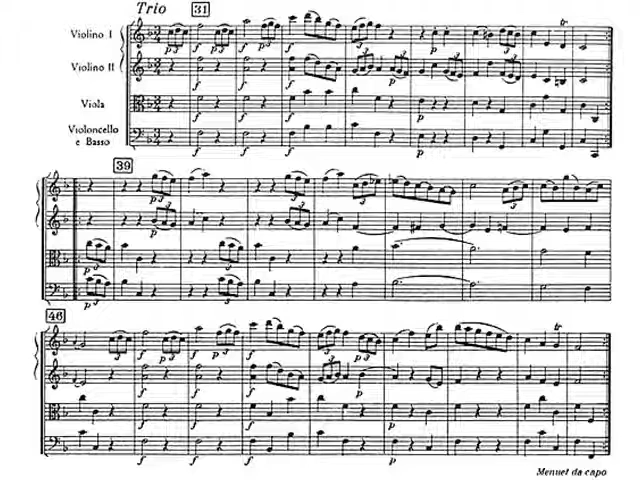 Trio 31
Violino I
Violino II
Viola
Violoncello
e Basso
39
46
Menuet da capo